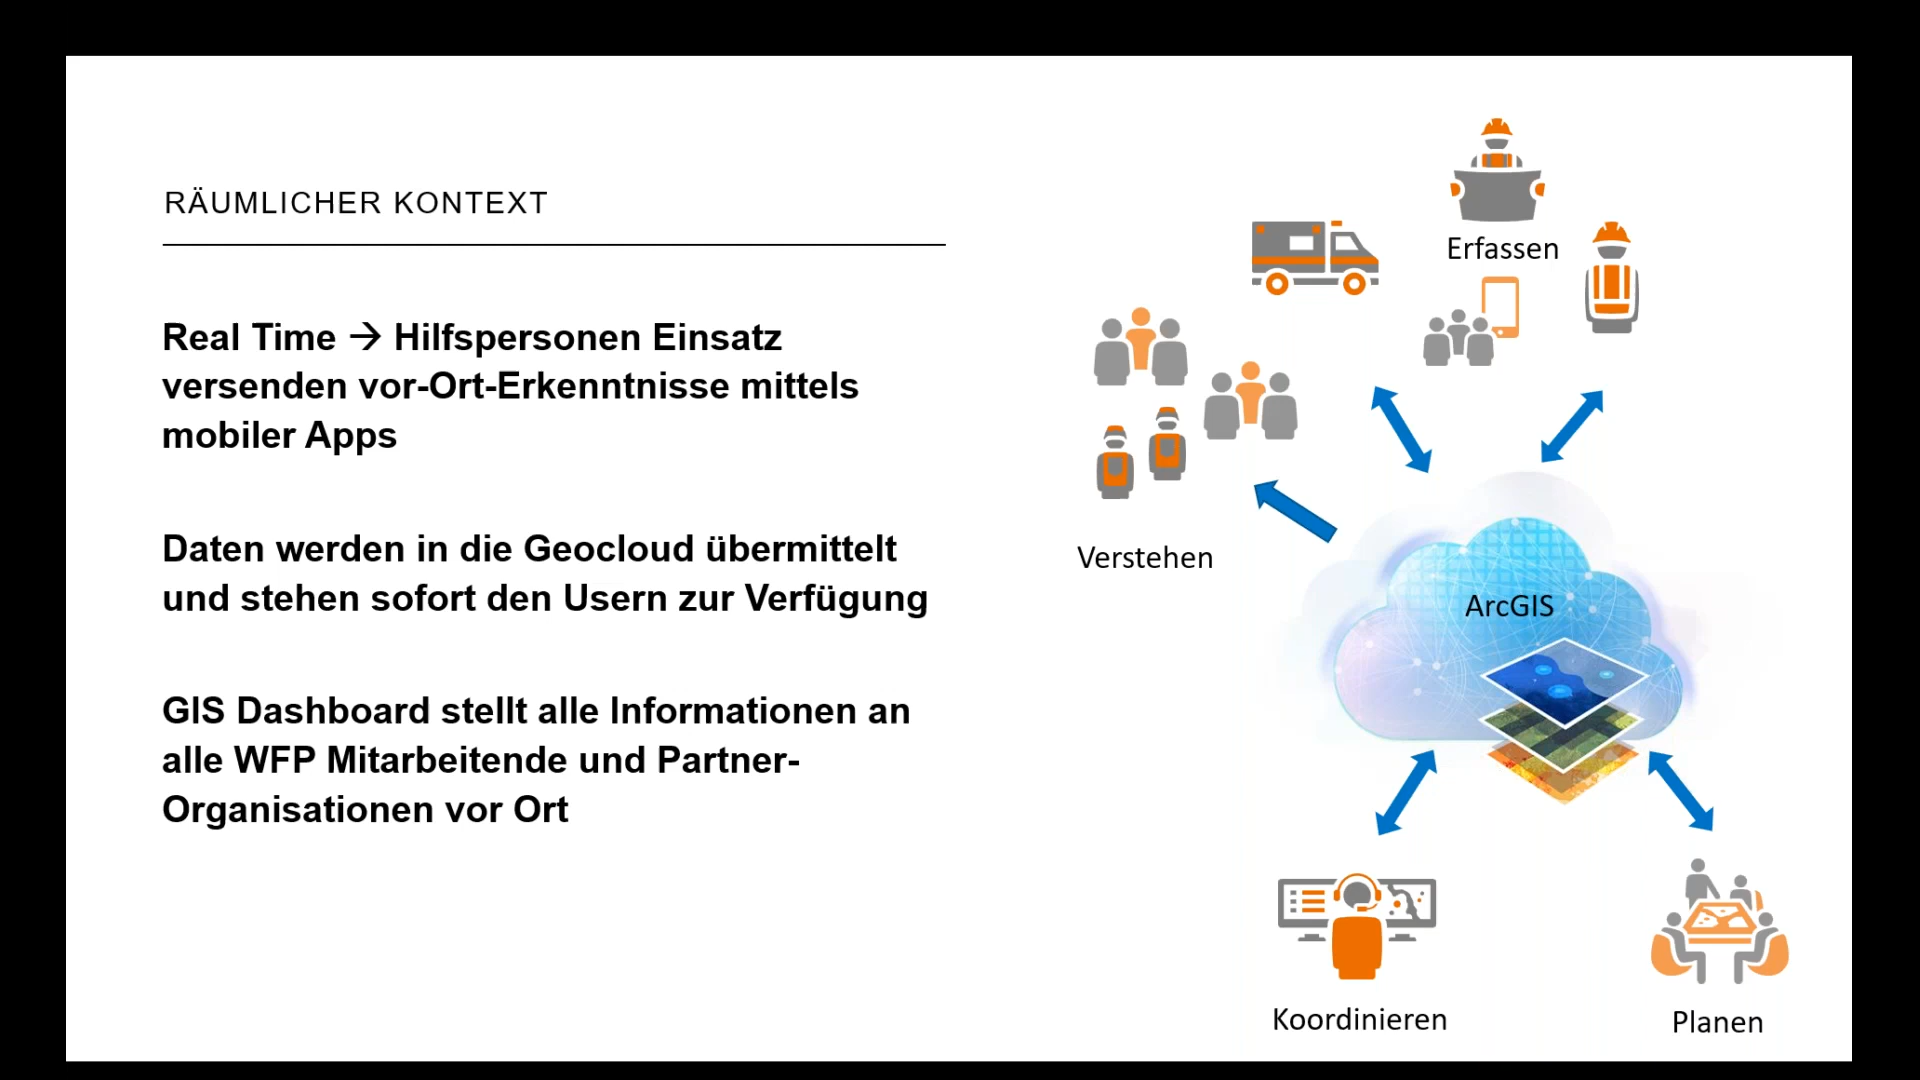 RÄUMLICHER KONTEXT
Real Time → Hilfspersonen Einsatz
versenden vor-Ort-Erkenntnisse mittels
mobiler Apps
Daten werden in die Geocloud übermittelt
und stehen sofort den Usern zur Verfügung
GIS Dashboard stellt alle Informationen an
alle WFP Mitarbeitende und Partner-
Organisationen vor Ort
Erfassen
Verstehen
ArcGIS
Koordinieren
Planen